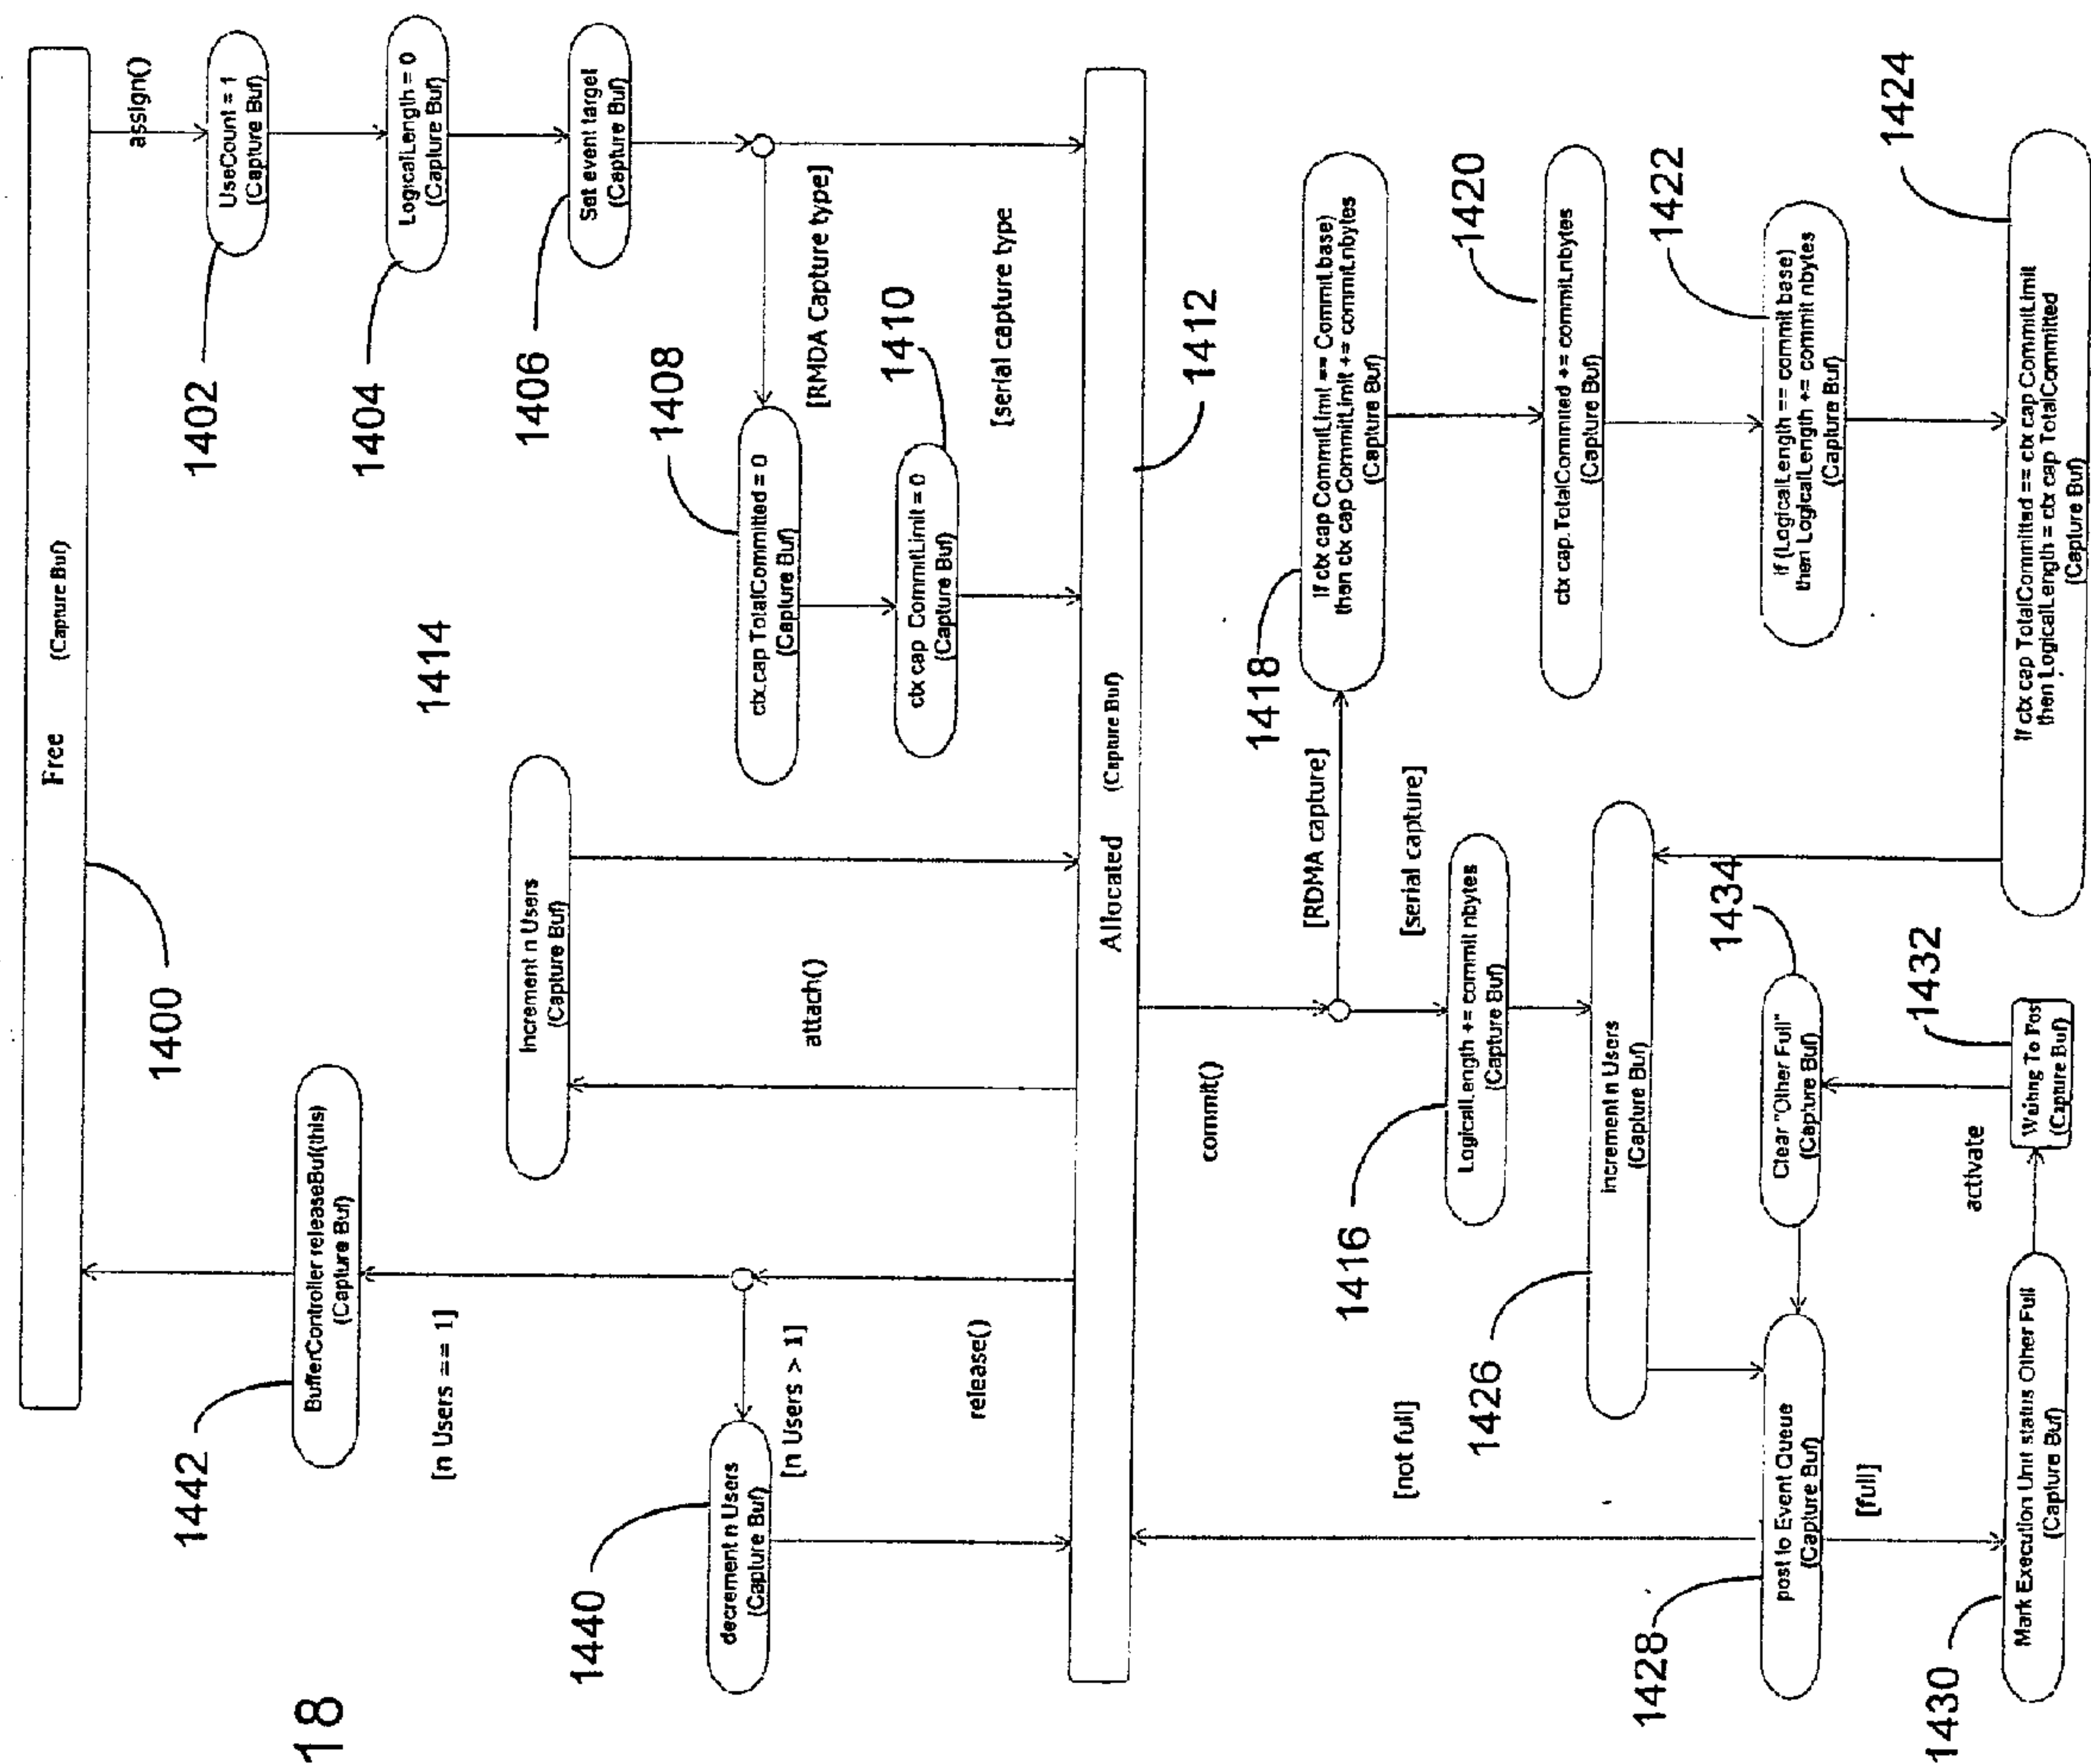 18
Free (Capture Buf)
1400
assign()
UseCount = 1
(Capture Buf)
1402
LogicalLength = 0
(Capture Buf)
1404
Set event target
(Capture Buf)
1406
[RMDA Capture type]
ctx.cap TotalCommitted = 0
(Capture Buf)
1408
ctx cap CommitLimit = 0
(Capture Buf)
1410
[serial capture type
1442
BufferController releaseBuf(this)
(Capture Buf)
[n Users == 1]
1440
decrement n Users
(Capture Buf)
[n Users > 1]
release()
1414
Increment n Users
(Capture Buf)
attach()
Allocated (Capture Buf)
1412
commit()
[RDMA capture]
[serial capture]
1416
LogicalLength += commit nbytes
(Capture Buf)
1418
If ctx cap CommitLimit == Commit.base)
then ctx cap CommitLimit += commit.nbytes
(Capture Buf)
1420
ctx cap.TotalCommitted += commit.nbytes
(Capture Buf)
1422
If (LogicalLength == commit base)
then LogicalLength += commit nbytes
(Capture Buf)
1424
If ctx cap TotalCommitted == ctx cap CommitLimit
then LogicalLength = ctx cap TotalCommitted
(Capture Buf)
1426
Increment n Users
(Capture Buf)
[not full]
1428
post to Event Queue
(Capture Buf)
[full]
1430
Mark Execution Unit status Other Full
(Capture Buf)
activate
1432
Waiting To Post
(Capture Buf)
1434
Clear "Other Full"
(Capture Buf)